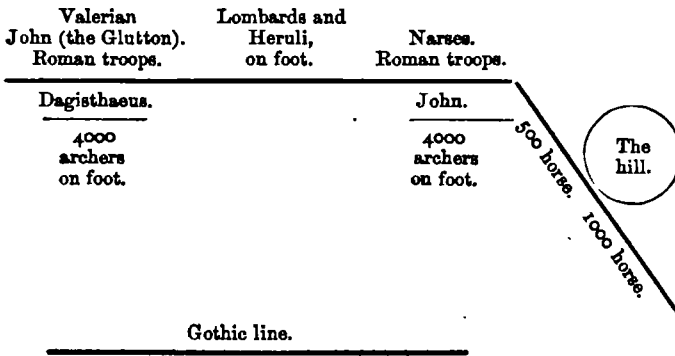 Valerian
John (the Glutton).
Roman troops.
Lombards and
Heruli,
on foot.
Narses.
Roman troops.
Dagisthaeus.
4000
archers
on foot.
John.
4000
archers
on foot.
500 horse. 1000 horse.
The
hill.
Gothic line.